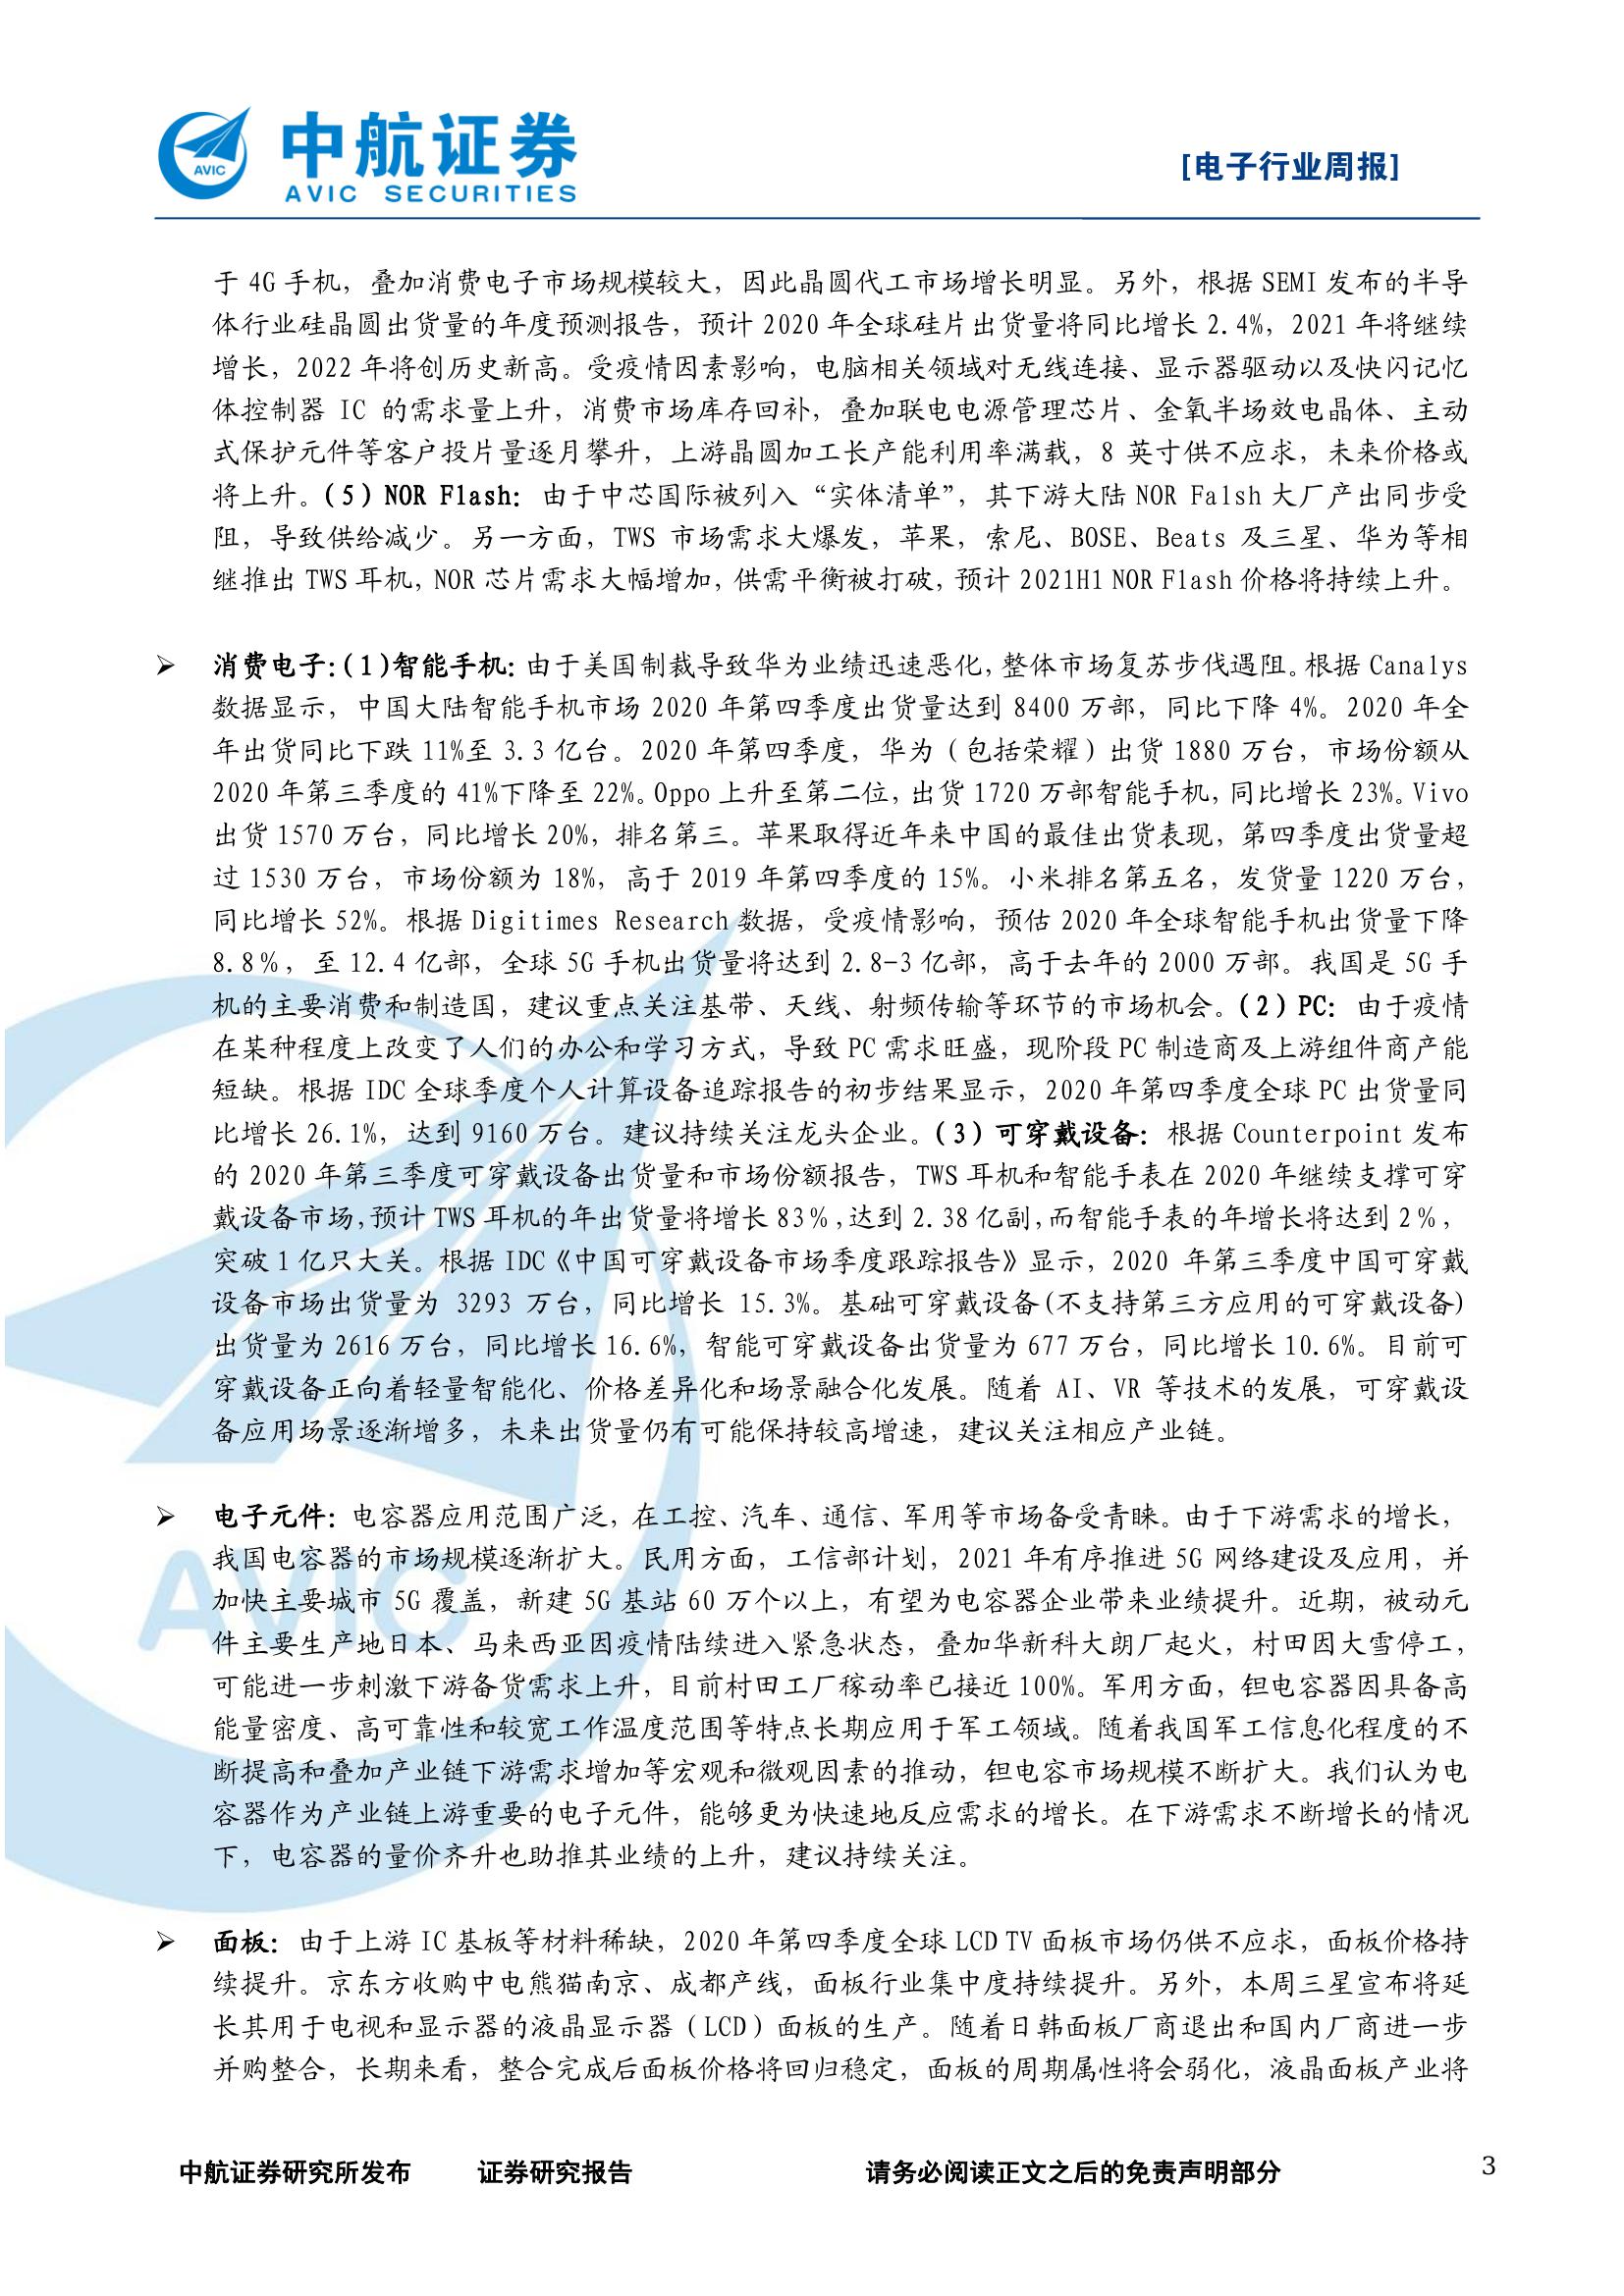 中航证券
AVIC SECURITIES
AVIC
[电子行业周报]
于 4G 手机，叠加消费电子市场规模较大，因此晶圆代工市场增长明显。另外，根据 SEMI 发布的半导
体行业硅晶圆出货量的年度预测报告，预计 2020 年全球硅片出货量将同比增长 2.4%，2021 年将继续
增长，2022 年将创历史新高。受疫情因素影响，电脑相关领域对无线连接、显示器驱动以及快闪记忆
体控制器 IC 的需求量上升，消费市场库存回补，叠加联电电源管理芯片、金氧半场效电晶体、主动
式保护元件等客户投片量逐月攀升，上游晶圆加工长产能利用率满载，8 英寸供不应求，未来价格或
将上升。（5）NOR Flash：由于中芯国际被列入“实体清单”，其下游大陆 NOR Falsh 大厂产出同步受
阻，导致供给减少。另一方面，TWS 市场需求大爆发，苹果，索尼、BOSE、Beats 及三星、华为等相
继推出 TWS 耳机，NOR 芯片需求大幅增加，供需平衡被打破，预计 2021H1 NOR Flash 价格将持续上升。
➢ 消费电子：（1）智能手机：由于美国制裁导致华为业绩迅速恶化，整体市场复苏步伐遇阻。根据 Canalys
数据显示，中国大陆智能手机市场 2020 年第四季度出货量达到 8400 万部，同比下降 4%。2020 年全
年出货同比下跌 11%至 3.3 亿台。2020 年第四季度，华为（包括荣耀）出货 1880 万台，市场份额从
2020 年第三季度的 41%下降至 22%。Oppo 上升至第二位，出货 1720 万部智能手机，同比增长 23%。Vivo
出货 1570 万台，同比增长 20%，排名第三。苹果取得近年来中国的最佳出货表现，第四季度出货量超
过 1530 万台，市场份额为 18%，高于 2019 年第四季度的 15%。小米排名第五名，发货量 1220 万台，
同比增长 52%。根据 Digitimes Research 数据，受疫情影响，预估 2020 年全球智能手机出货量下降
8.8%，至 12.4 亿部，全球 5G 手机出货量将达到 2.8-3 亿部，高于去年的 2000 万部。我国是 5G 手
机的主要消费和制造国，建议重点关注基带、天线、射频传输等环节的市场机会。（2）PC：由于疫情
在某种程度上改变了人们的办公和学习方式，导致 PC 需求旺盛，现阶段 PC 制造商及上游组件商产能
短缺。根据 IDC 全球季度个人计算设备追踪报告的初步结果显示，2020 年第四季度全球 PC 出货量同
比增长 26.1%，达到 9160 万台。建议持续关注龙头企业。（3）可穿戴设备：根据 Counterpoint 发布
的 2020 年第三季度可穿戴设备出货量和市场份额报告，TWS 耳机和智能手表在 2020 年继续支撑可穿
戴设备市场，预计 TWS 耳机的年出货量将增长 83%，达到 2.38 亿副，而智能手表的年增长将达到 2%，
突破 1 亿只大关。根据 IDC《中国可穿戴设备市场季度跟踪报告》显示，2020 年第三季度中国可穿戴
设备市场出货量为 3293 万台，同比增长 15.3%。基础可穿戴设备(不支持第三方应用的可穿戴设备)
出货量为 2616 万台，同比增长 16.6%，智能可穿戴设备出货量为 677 万台，同比增长 10.6%。目前可
穿戴设备正向着轻量智能化、价格差异化和场景融合化发展。随着 AI、VR 等技术的发展，可穿戴设
备应用场景逐渐增多，未来出货量仍有可能保持较高增速，建议关注相应产业链。
➢ 电子元件：电容器应用范围广泛，在工控、汽车、通信、军用等市场备受青睐。由于下游需求的增长，
我国电容器的市场规模逐渐扩大。民用方面，工信部计划，2021 年有序推进 5G 网络建设及应用，并
加快主要城市 5G 覆盖，新建 5G 基站 60 万个以上，有望为电容器企业带来业绩提升。近期，被动元
件主要生产地日本、马来西亚因疫情陆续进入紧急状态，叠加华新科大朗厂起火，村田因大雪停工，
可能进一步刺激下游备货需求上升，目前村田工厂稼动率已接近 100%。军用方面，钽电容器因具备高
能量密度、高可靠性和较宽工作温度范围等特点长期应用于军工领域。随着我国军工信息化程度的不
断提高和叠加产业链下游需求增加等宏观和微观因素的推动，钽电容市场规模不断扩大。我们认为电
容器作为产业链上游重要的电子元件，能够更为快速地反应需求的增长。在下游需求不断增长的情况
下，电容器的量价齐升也助推其业绩的上升，建议持续关注。
➢ 面板：由于上游 IC 基板等材料稀缺，2020 年第四季度全球 LCD TV 面板市场仍供不应求，面板价格持
续提升。京东方收购中电熊猫南京、成都产线，面板行业集中度持续提升。另外，本周三星宣布将延
长其用于电视和显示器的液晶显示器（LCD）面板的生产。随着日韩面板厂商退出和国内厂商进一步
并购整合，长期来看，整合完成后面板价格将回归稳定，面板的周期属性将会弱化，液晶面板产业将
AVIC
中航证券研究所发布 证券研究报告 请务必阅读正文之后的免责声明部分 3